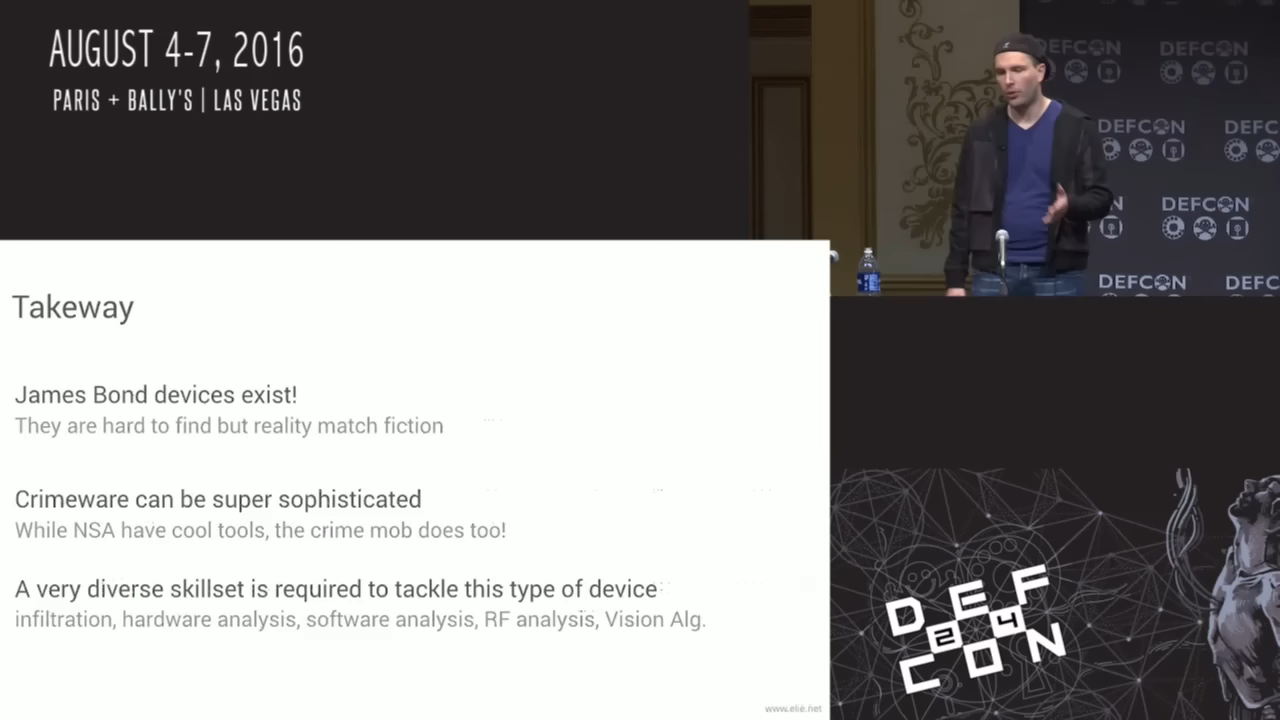 AUGUST 4-7, 2016
PARIS + BALLY'S | LAS VEGAS
DEFCON DEFCON
DEFCON DEFC
N DEFCON
DEFCON DEFC
Takeway
James Bond devices exist!
They are hard to find but reality match fiction
Crimeware can be super sophisticated
While NSA have cool tools, the crime mob does too!
A very diverse skillset is required to tackle this type of device
infiltration, hardware analysis, software analysis, RF analysis, Vision Alg.
www.elie.net
DEF
24
CON